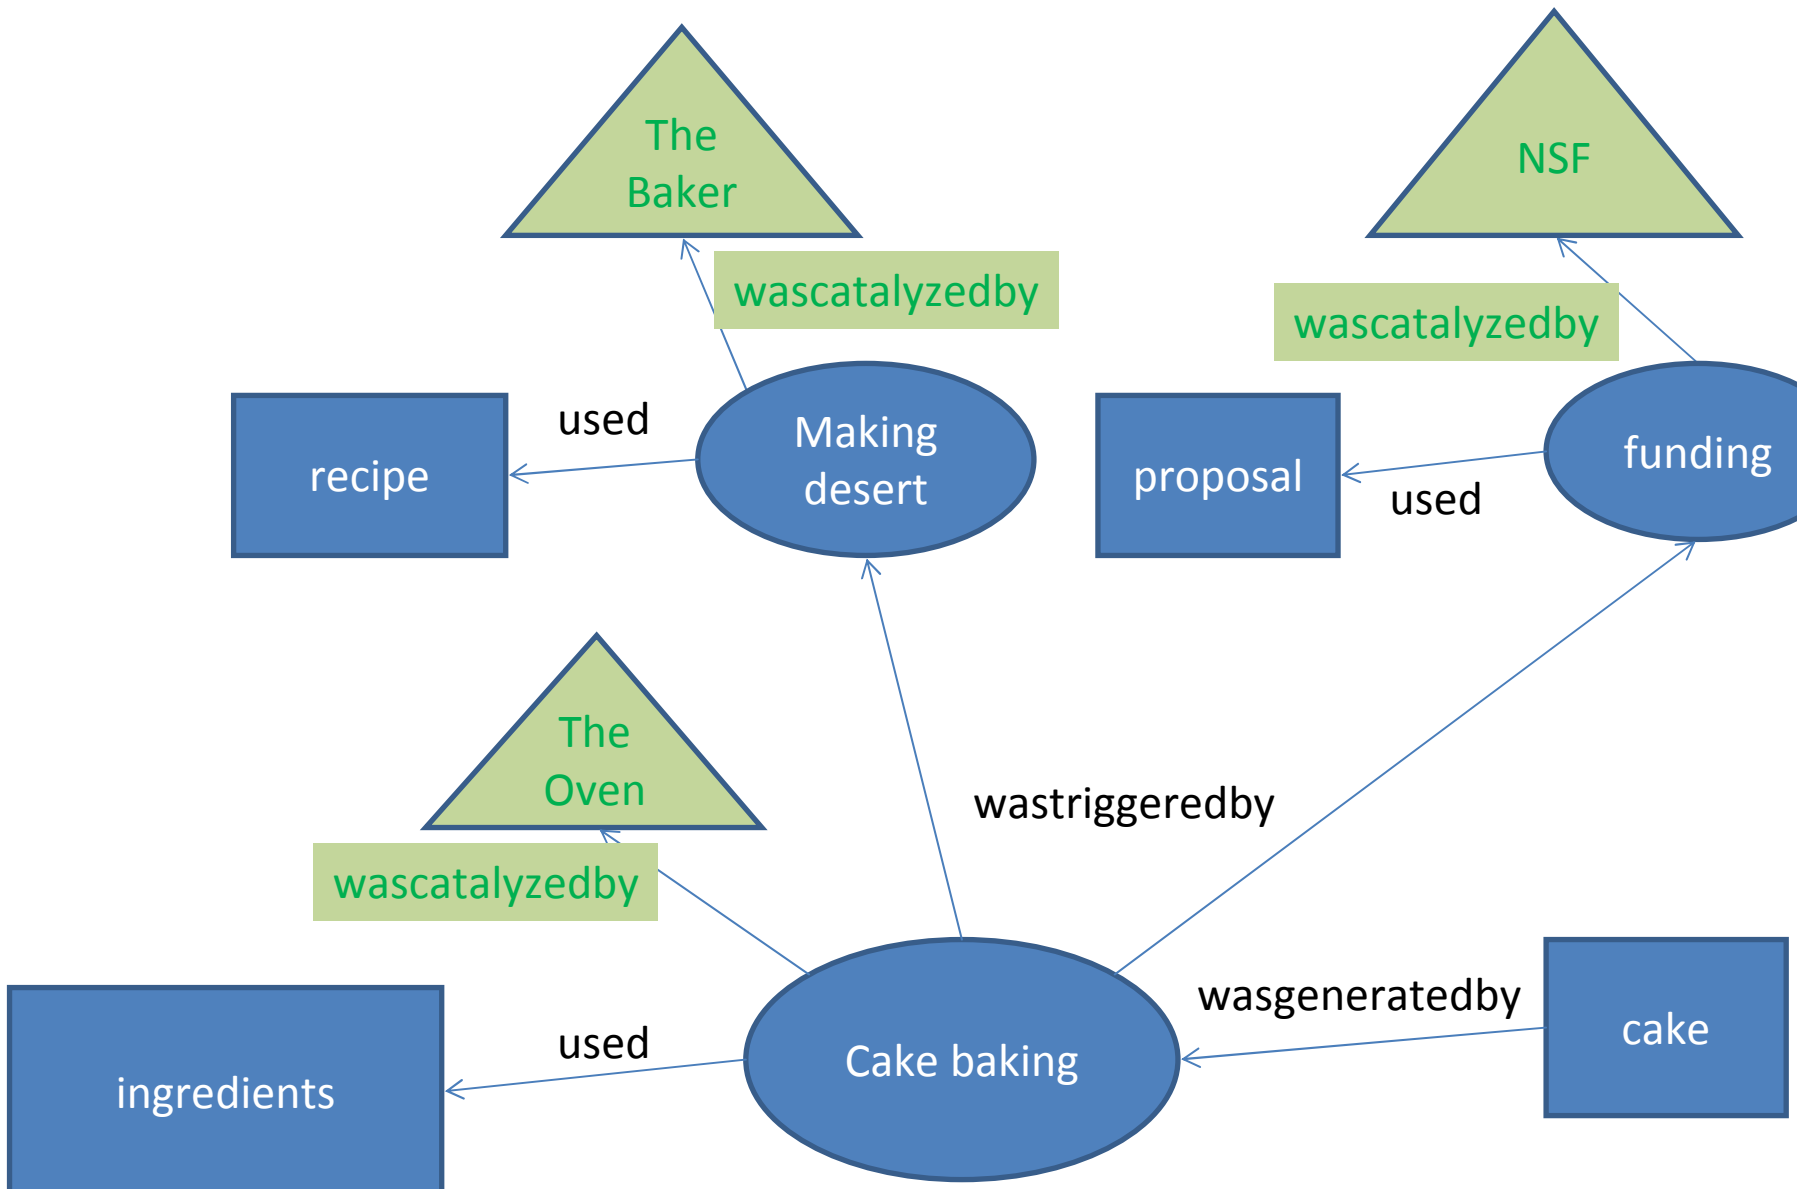 The
Baker
NSF
wascatalyzedby
wascatalyzedby
used
Making
desert
recipe
funding
proposal
used
The
Oven
wastriggeredby
wascatalyzedby
wasgeneratedby
cake
used
Cake baking
ingredients